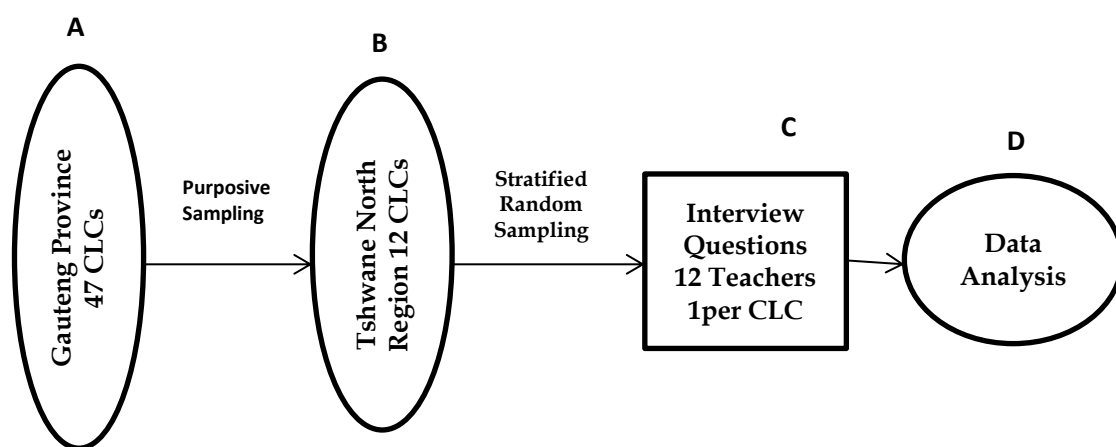 A
B
C
D
Gauteng Province
47 CLCs
Purposive
Sampling
Tshwane North
Region 12 CLCs
Stratified
Random
Sampling
Interview
Questions
12 Teachers
1per CLC
Data
Analysis